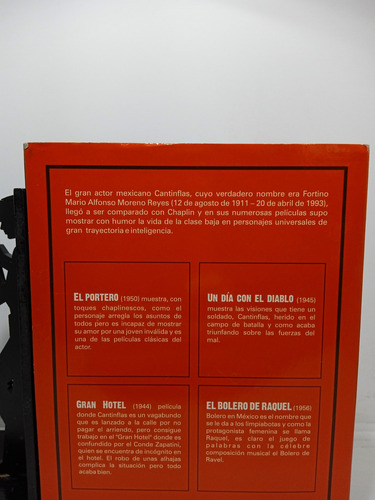 El gran actor mexicano Cantinflas, cuyo verdadero nombre era Fortino
Mario Alfonso Moreno Reyes (12 de agosto de 1911 – 20 de abril de 1993),
llegó a ser comparado con Chaplin y en sus numerosas películas supo
mostrar con humor la vida de la clase baja en personajes universales de
gran trayectoria e inteligencia.
EL PORTERO (1950) muestra, con
toques chaplinescos, como el
personaje arregla los asuntos de
todos pero es incapaz de mostrar
su amor por una joven inválida y es
una de las películas clásicas del
actor.
UN DÍA CON EL DIABLO (1945)
muestra las visiones que tiene un
soldado, Cantinflas, herido en el
campo de batalla y como acaba
triunfando sobre las fuerzas del
mal.
GRAN HOTEL (1944) película
donde Cantinflas es un vagabundo
que es lanzado a la calle por no
pagar el arriendo, pero consigue
trabajo en el "Gran Hotel" donde es
confundido por el Conde Zapatini,
quien se encuentra de incógnito en
el hotel. El robo de unas alhajas
complica la situación pero todo
acaba bien.
EL BOLERO DE RAQUEL (1956)
Bolero en México es el nombre que
se le da a los limpiabotas y como la
protagonista femenina se llama
Raquel, es claro el juego de
palabras con la célebre
composición musical el Bolero de
Ravel.